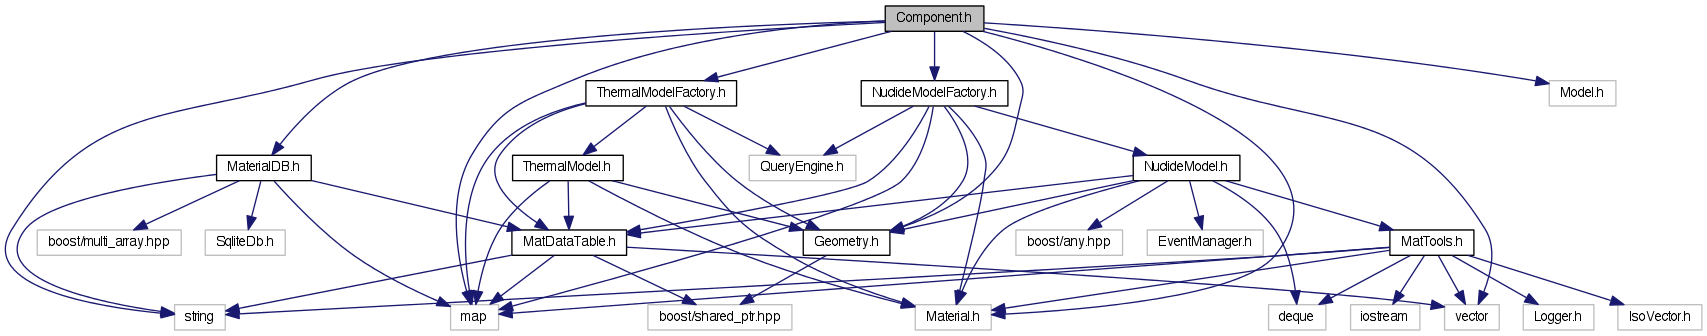 Component.h
ThermalModelFactory.h
NuclideModelFactory.h
Model.h
MaterialDB.h
ThermalModel.h
QueryEngine.h
NuclideModel.h
boost/multi_array.hpp
SqliteDb.h
MatDataTable.h
Geometry.h
boost/any.hpp
EventManager.h
MatTools.h
string
map
boost/shared_ptr.hpp
Material.h
deque
iostream
vector
Logger.h
IsoVector.h